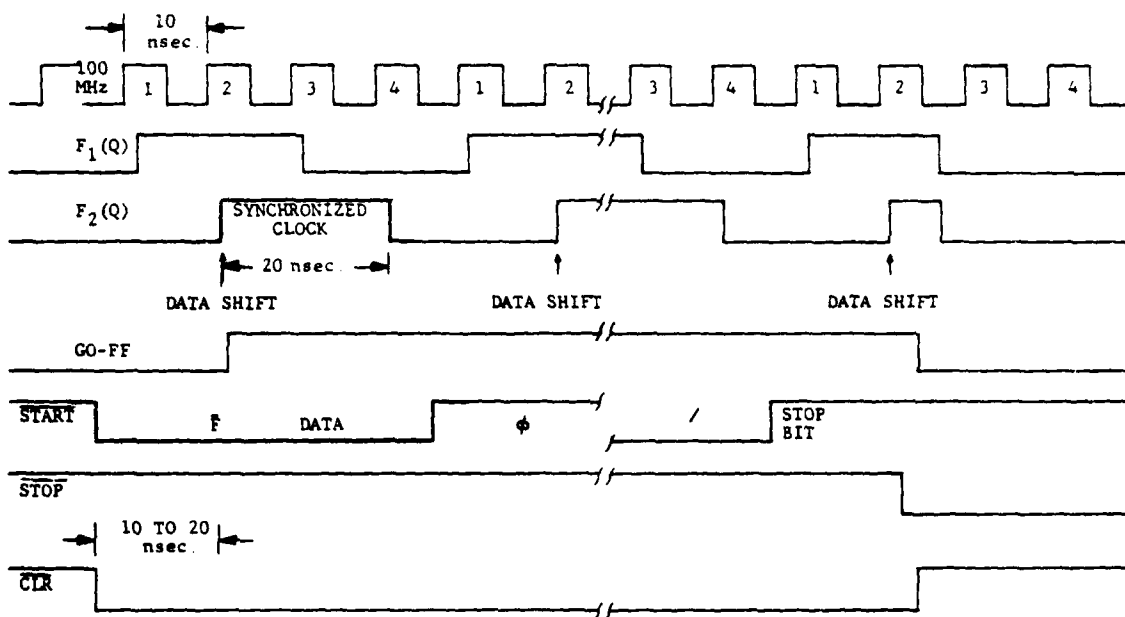 10
nsec.
100
MHz
1 2 3 4 1 2 3 4 1 2 3 4
F1(Q)
F2(Q)
SYNCHRONIZED
CLOCK
20 nsec.
DATA SHIFT DATA SHIFT DATA SHIFT
GO-FF
START F̄ DATA ϕ / STOP
BIT
STOP
10 TO 20
nsec.
CLR